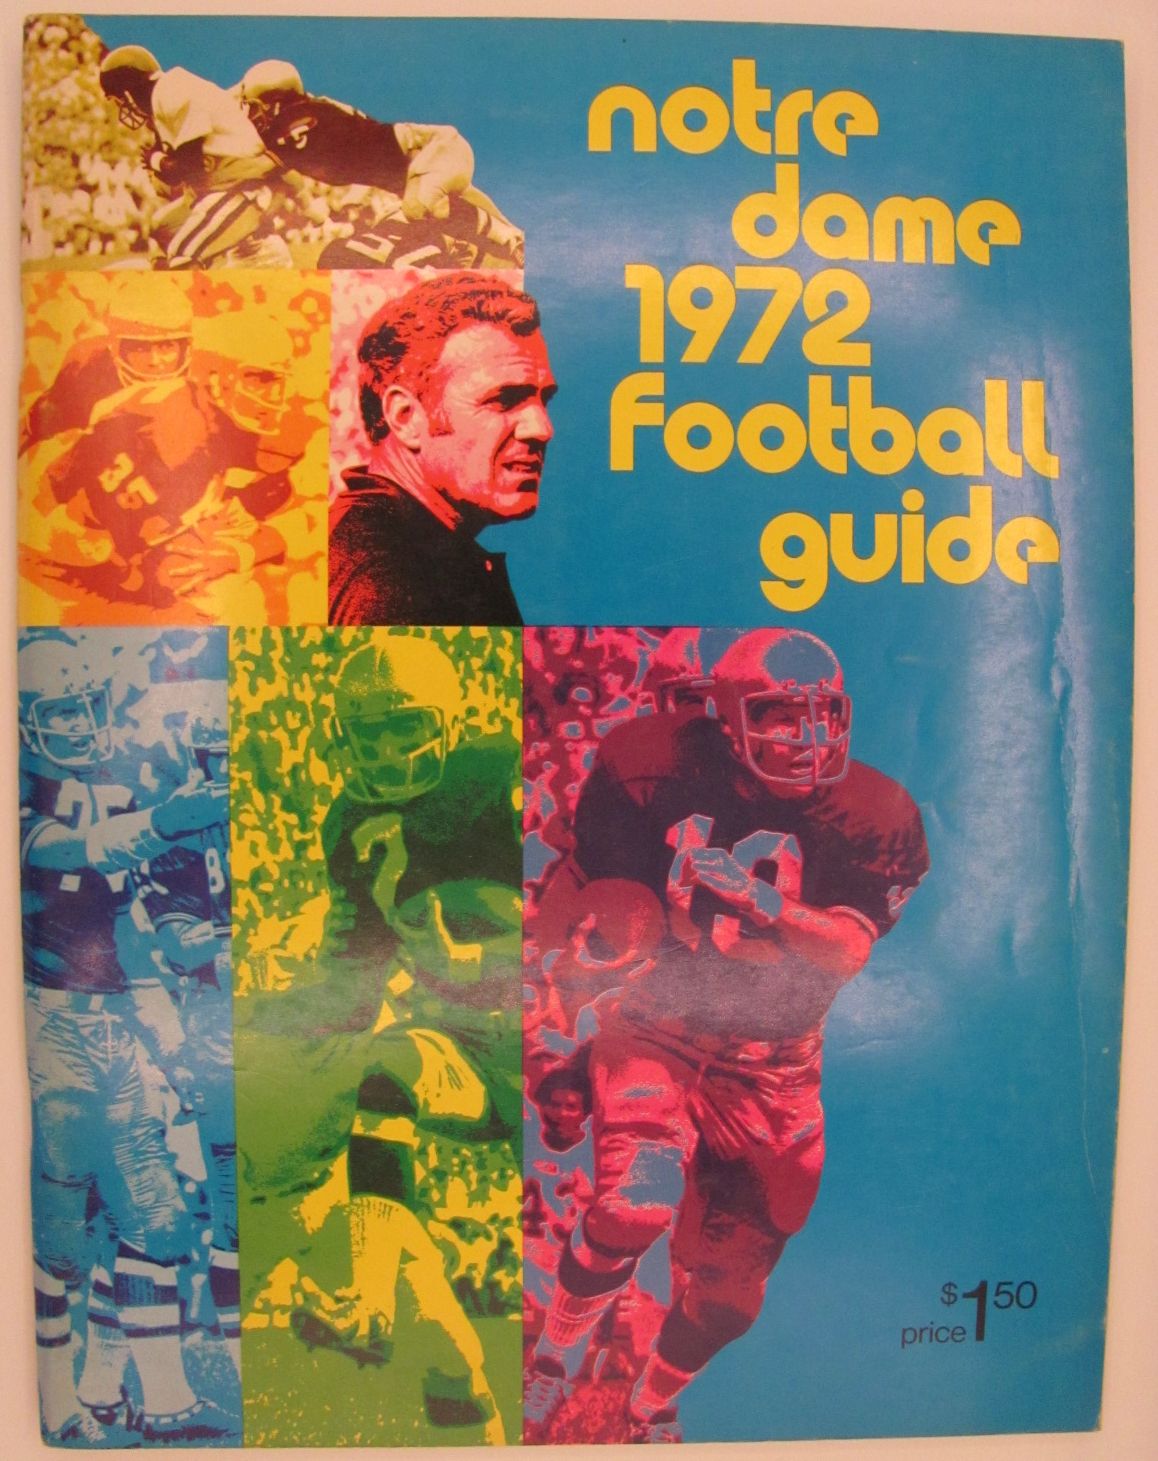 notre
dame
1972
football
guide
$1.50
price